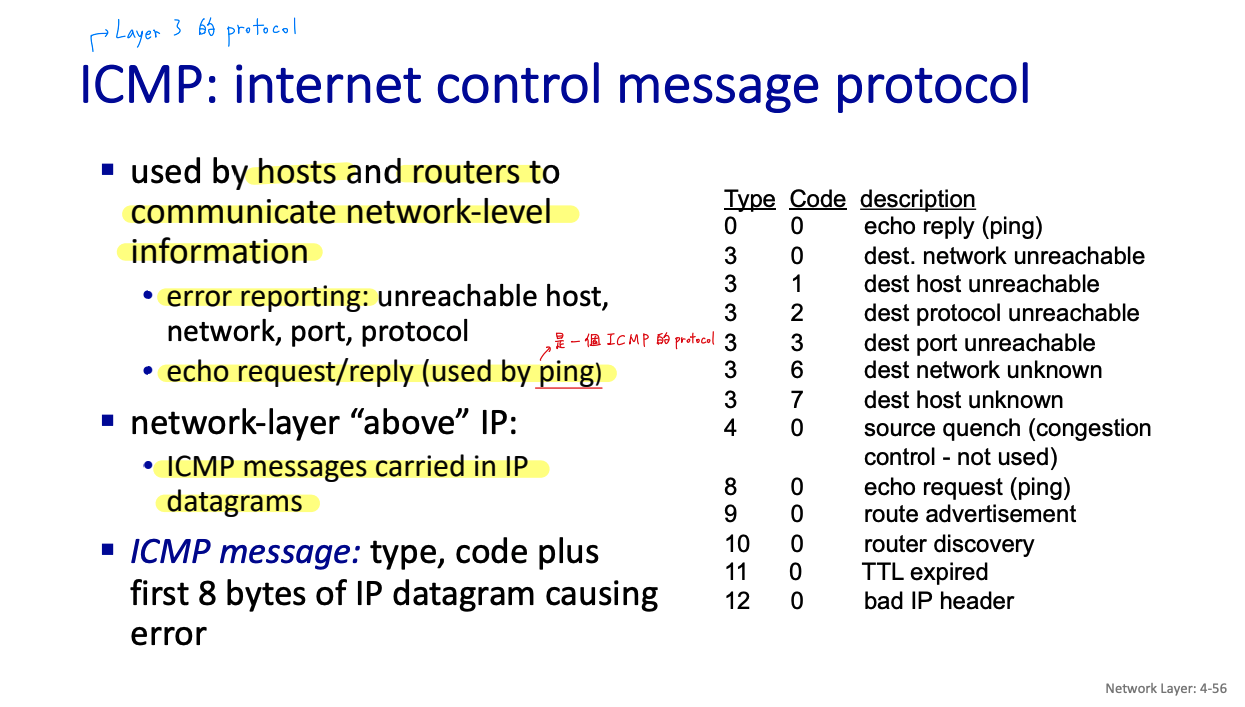 Layer 3 的 protocol
ICMP: internet control message protocol
used by hosts and routers to
communicate network-level
information
error reporting: unreachable host,
network, port, protocol
是一個 ICMP 的 protocol
echo request/reply (used by ping)
network-layer “above” IP:
ICMP messages carried in IP
datagrams
ICMP message: type, code plus
first 8 bytes of IP datagram causing
error
Type Code description
0 0 echo reply (ping)
3 0 dest. network unreachable
3 1 dest host unreachable
3 2 dest protocol unreachable
3 3 dest port unreachable
3 6 dest network unknown
3 7 dest host unknown
4 0 source quench (congestion
control - not used)
8 0 echo request (ping)
9 0 route advertisement
10 0 router discovery
11 0 TTL expired
12 0 bad IP header
Network Layer: 4-56